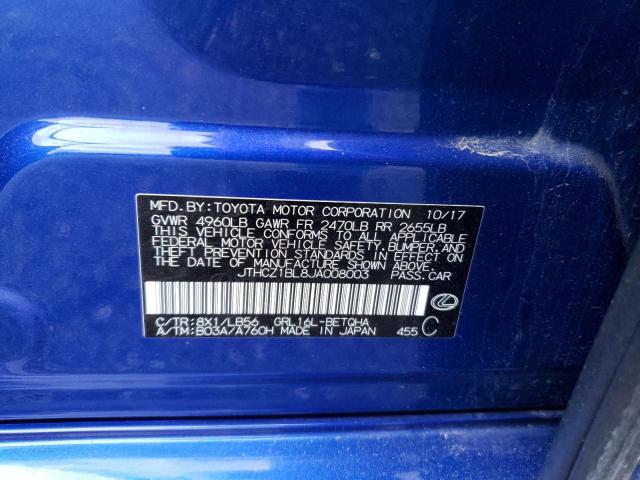 MFD. BY: TOYOTA MOTOR CORPORATION 10/17
GVWR 4960LB GAWR FR 2470LB RR 2655LB
THIS VEHICLE CONFORMS TO ALL APPLICABLE
FEDERAL MOTOR VEHICLE SAFETY, BUMPER, AND
THEFT PREVENTION STANDARDS IN EFFECT ON
THE DATE OF MANUFACTURE SHOWN ABOVE.
JTHCZ1BL8JA008003 PASS. CAR
C/TR: 8X1/LB56 GRL16L-BETQHA
A/TM: B03A/A760H MADE IN JAPAN 455 C